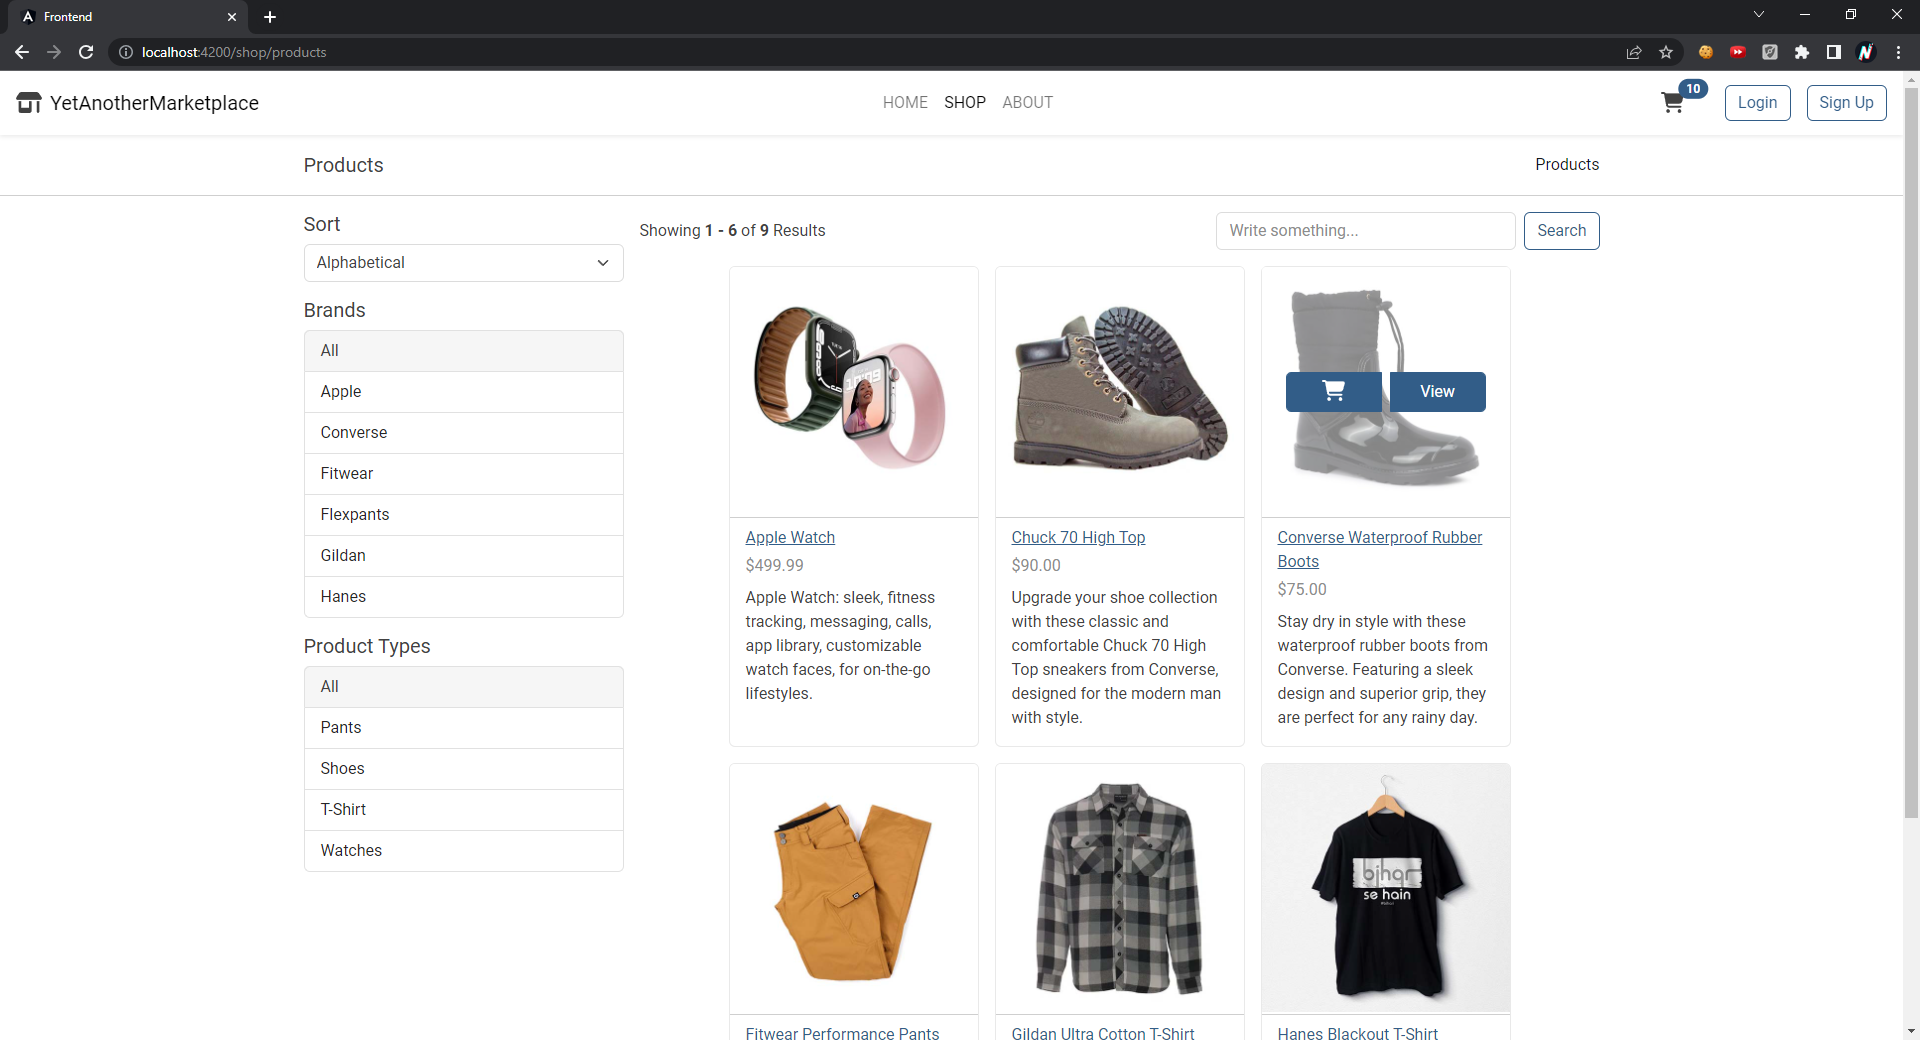 Frontend
localhost:4200/shop/products
YetAnotherMarketplace
HOME SHOP ABOUT
10
Login
Sign Up
Products
Products
Sort
Alphabetical
Brands
All
Apple
Converse
Fitwear
Flexpants
Gildan
Hanes
Product Types
All
Pants
Shoes
T-Shirt
Watches
Showing 1 - 6 of 9 Results
Write something...
Search
Apple Watch
$499.99
Apple Watch: sleek, fitness
tracking, messaging, calls,
app library, customizable
watch faces, for on-the-go
lifestyles.
Chuck 70 High Top
$90.00
Upgrade your shoe collection
with these classic and
comfortable Chuck 70 High
Top sneakers from Converse,
designed for the modern man
with style.
View
Converse Waterproof Rubber
Boots
$75.00
Stay dry in style with these
waterproof rubber boots from
Converse. Featuring a sleek
design and superior grip, they
are perfect for any rainy day.
Fitwear Performance Pants
Gildan Ultra Cotton T-Shirt
bihar
se hain
Hanes Blackout T-Shirt